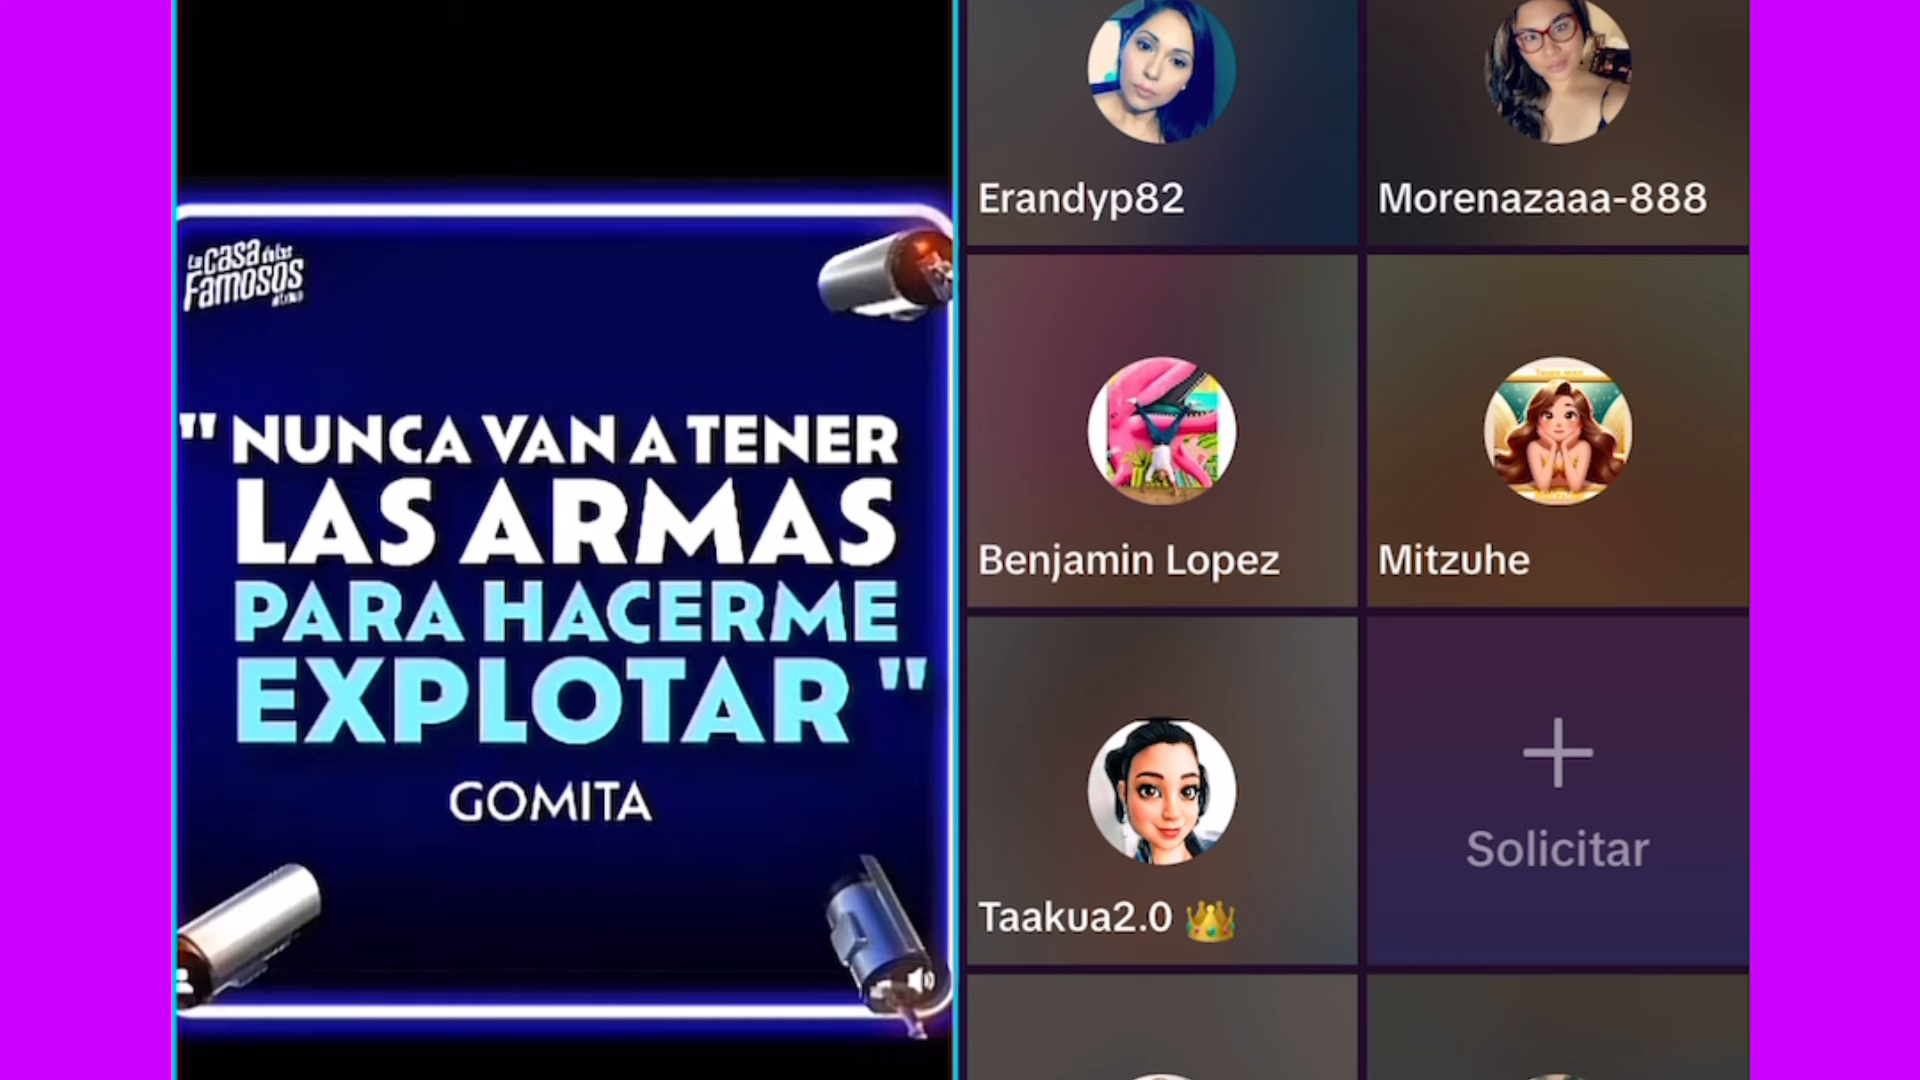 La CASA de los
Famosos
" NUNCA VAN A TENER
LAS ARMAS
PARA HACERME
EXPLOTAR "
GOMITA
Erandyp82
Morenazaaa-888
Benjamin Lopez
Mitzuhe
Taakua2.0
Solicitar